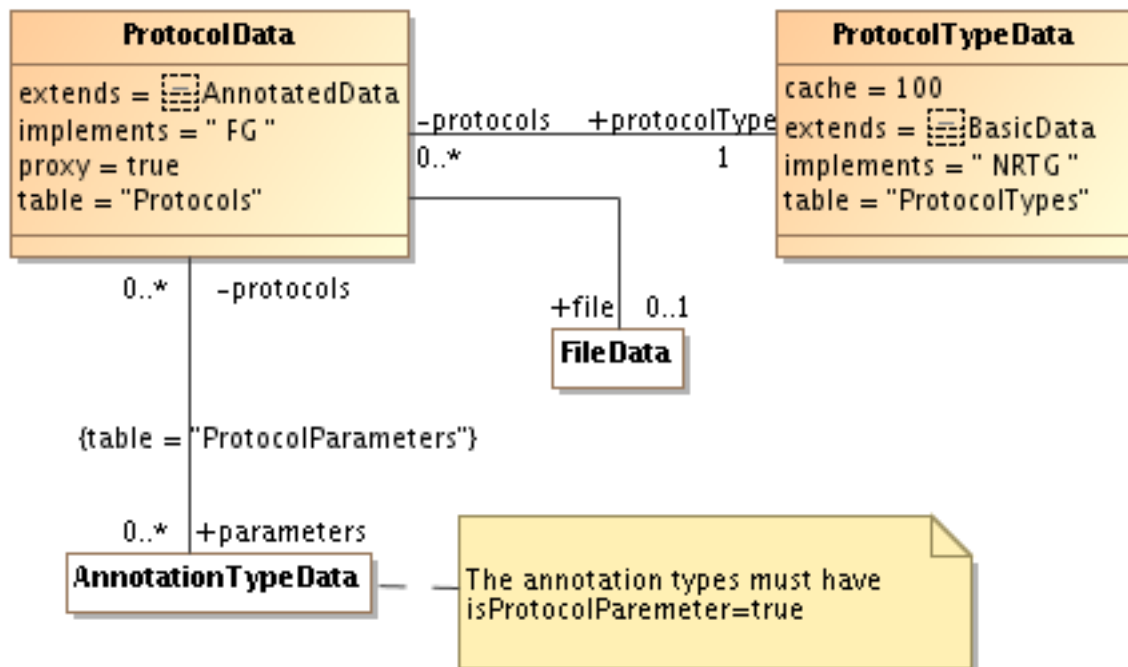 ProtocolData
extends = AnnotatedData
implements = " FG "
proxy = true
table = "Protocols"
ProtocolTypeData
cache = 100
extends = BasicData
implements = " NRTG "
table = "ProtocolTypes"
-protocols +protocolType
0..* 1
0..* -protocols
+file 0..1
FileData
{table = "ProtocolParameters"}
0..* +parameters
AnnotationTypeData
The annotation types must have
isProtocolParemeter=true